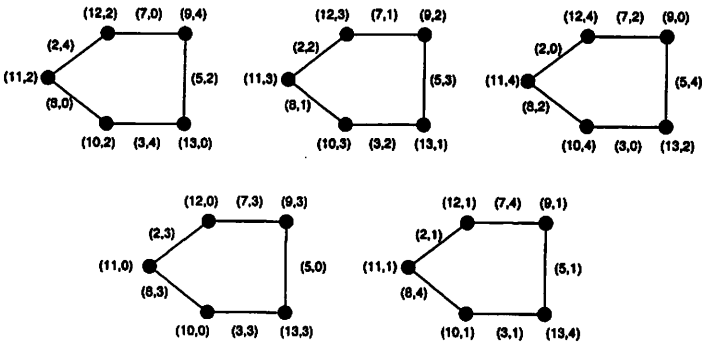 (12,2) (7,0) (9,4) (12,3) (7,1) (9,2) (12,4) (7,2) (9,0)
(2,4) (2,2) (2,0)
(11,2) (5,2) (11,3) (5,3) (11,4) (5,4)
(8,0) (8,1) (8,2)
(10,2) (3,4) (13,0) (10,3) (3,2) (13,1) (10,4) (3,0) (13,2)
(12,0) (7,3) (9,3) (12,1) (7,4) (9,1)
(2,3) (2,1)
(11,0) (5,0) (11,1) (5,1)
(8,3) (8,4)
(10,0) (3,3) (13,3) (10,1) (3,1) (13,4)